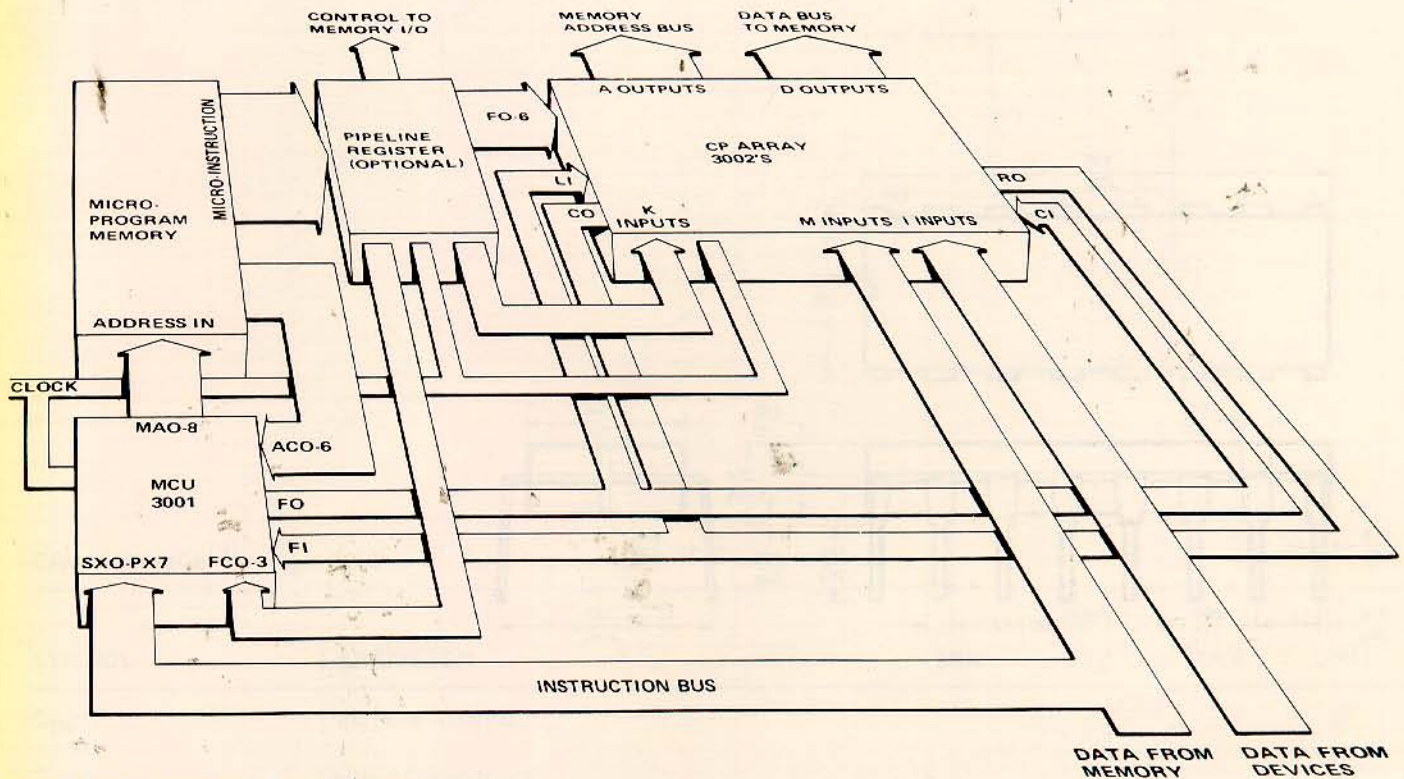 CONTROL TO
MEMORY I/O
MEMORY
ADDRESS BUS
DATA BUS
TO MEMORY
A OUTPUTS
D OUTPUTS
MICRO-INSTRUCTION
FO-6
PIPELINE
REGISTER
(OPTIONAL)
CP ARRAY
3002'S
LI
RO
MICRO-
PROGRAM
MEMORY
CO
K
INPUTS
M INPUTS
I INPUTS
CI
ADDRESS IN
CLOCK
MAO-8
ACO-6
MCU
3001
FO
FI
SXO-PX7
FCO-3
INSTRUCTION BUS
DATA FROM
MEMORY
DATA FROM
DEVICES